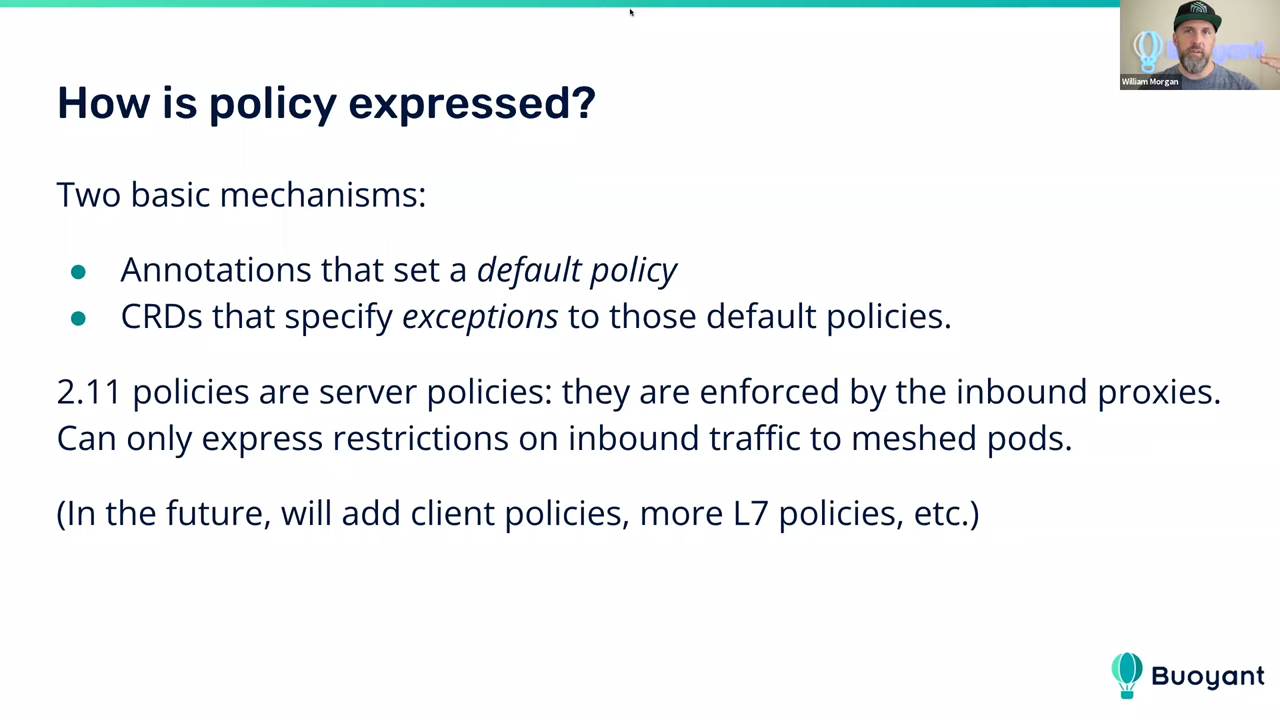 William Morgan
How is policy expressed?
Two basic mechanisms:
● Annotations that set a default policy
● CRDs that specify exceptions to those default policies.
2.11 policies are server policies: they are enforced by the inbound proxies.
Can only express restrictions on inbound traffic to meshed pods.
(In the future, will add client policies, more L7 policies, etc.)
Buoyant